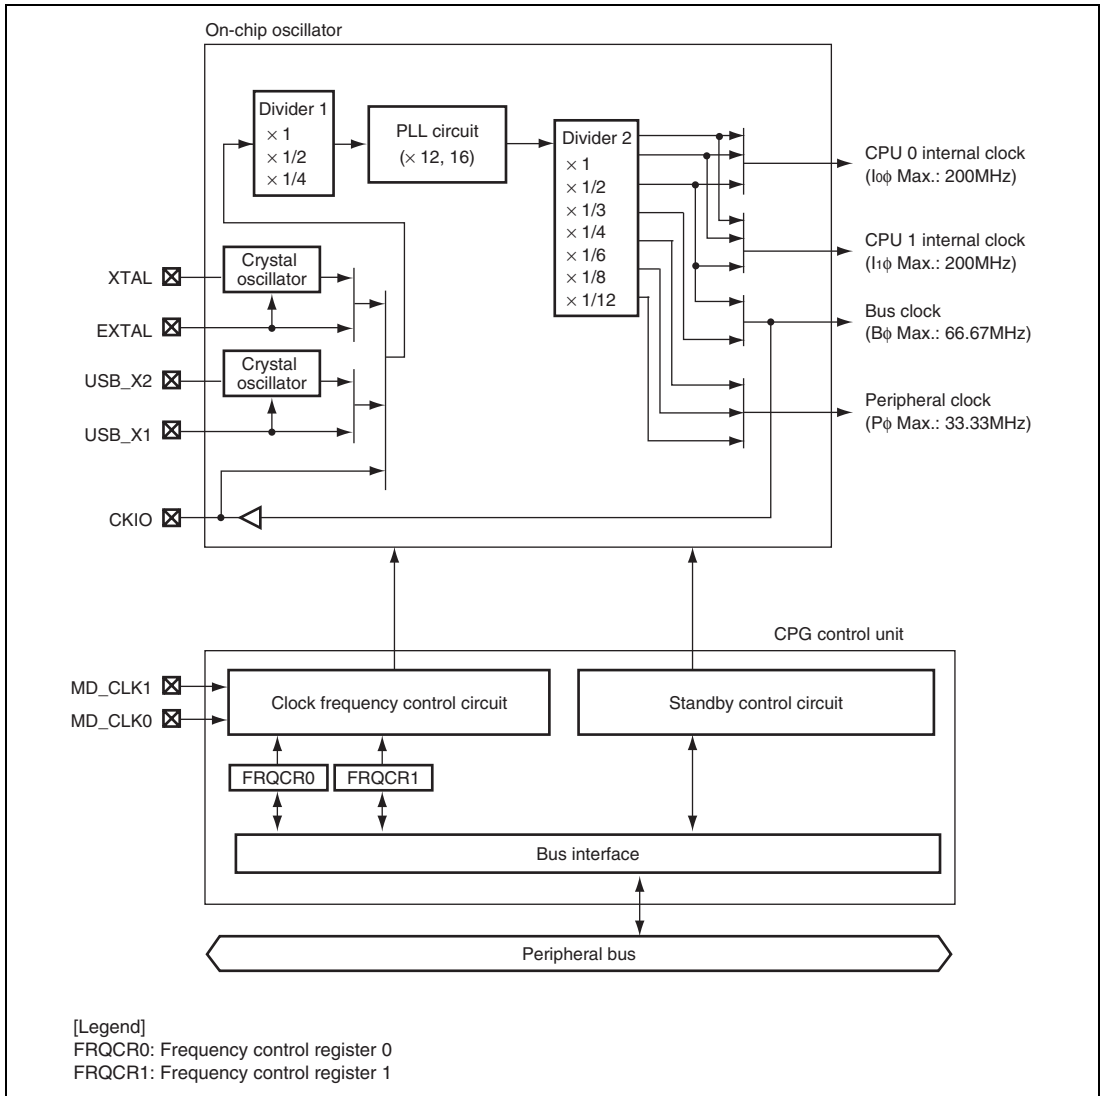 On-chip oscillator
Divider 1
× 1
× 1/2
× 1/4
PLL circuit
(× 12, 16)
Divider 2
× 1
× 1/2
× 1/3
× 1/4
× 1/6
× 1/8
× 1/12
CPU 0 internal clock
(I0ϕ Max.: 200MHz)
CPU 1 internal clock
(I1ϕ Max.: 200MHz)
Bus clock
(Bϕ Max.: 66.67MHz)
Peripheral clock
(Pϕ Max.: 33.33MHz)
XTAL
Crystal
oscillator
EXTAL
USB_X2
Crystal
oscillator
USB_X1
CKIO
CPG control unit
MD_CLK1
MD_CLK0
Clock frequency control circuit
Standby control circuit
FRQCR0
FRQCR1
Bus interface
Peripheral bus
[Legend]
FRQCR0: Frequency control register 0
FRQCR1: Frequency control register 1